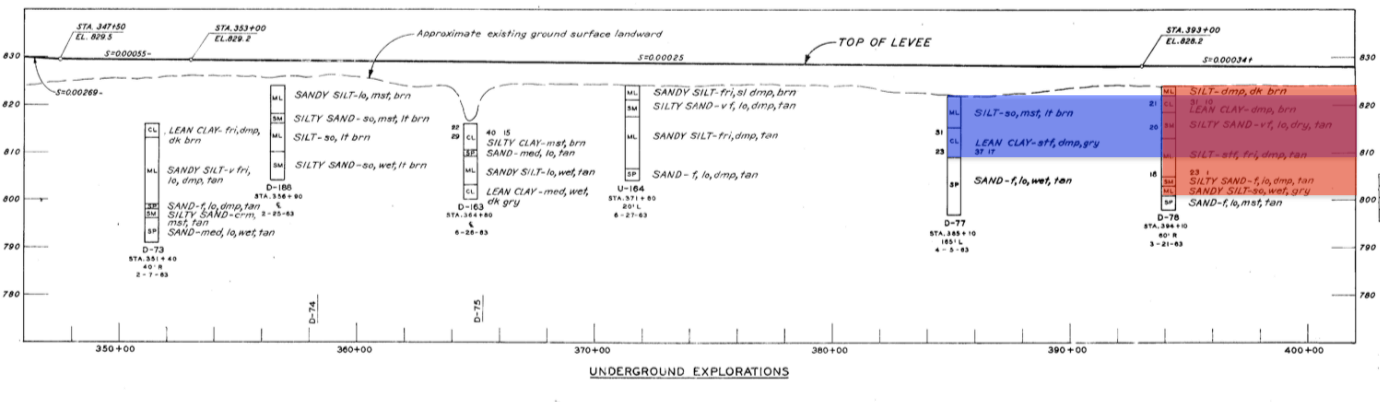 STA. 347+50
EL. 829.5
STA. 353+00
EL. 829.2
Approximate existing ground surface landward
TOP OF LEVEE
STA. 393+00
EL. 828.2
830
S=0.00055-
S=0.00025
S=0.00034+
830
S=0.00269-
820
810
800
790
780
820
810
800
790
780
CL
LEAN CLAY-fri, dmp,
dk brn
ML
SANDY SILT-v fri,
lo, dmp, tan
SP
SAND-f, lo, dmp, tan
SM
SILTY SAND-crm,
mst, tan
SP
SAND-med, lo, wet, tan
D-73
STA. 351+40
40' R
2-7-63
ML
SANDY SILT-lo, mst, brn
SM
SILTY SAND-so, mst, lt brn
ML
SILT-so, lt brn
SM
SILTY SAND-so, wet, lt brn
STA. 356+90
2-25-63
22
29
CL
40 15
SILTY CLAY-mst, brn
SP
SAND-med, lo, tan
ML
SANDY SILT-lo, wet, tan
CL
LEAN CLAY-med, wet,
dk gry
D-163
STA. 364+80
6-26-63
ML
SANDY SILT-fri, sl dmp, brn
SM
SILTY SAND-vf, lo, dmp, tan
ML
SANDY SILT-fri, dmp, tan
SP
SAND-f, lo, dmp, tan
U-164
STA. 371+60
20' L
6-27-63
ML
SILT-so, mst, lt brn
31
23
CL
LEAN CLAY-stf, dmp, gry
37 17
SP
SAND-f, lo, wet, tan
D-77
STA. 385+10
165' L
4-5-63
ML
SILT-dmp, dk brn
21
CL
31 10
LEAN CLAY-dmp, brn
20
SM
SILTY SAND-vf, lo, dry, tan
ML
SILT-stf, fri, dmp, tan
18
23 1
SM
SILTY SAND-f, lo, dmp, tan
ML
SANDY SILT-so, wet, gry
SP
SAND-f, lo, mst, tan
D-78
STA. 394+10
60' R
3-21-63
D-74
D-75
350+00
360+00
370+00
380+00
390+00
400+00
UNDERGROUND EXPLORATIONS